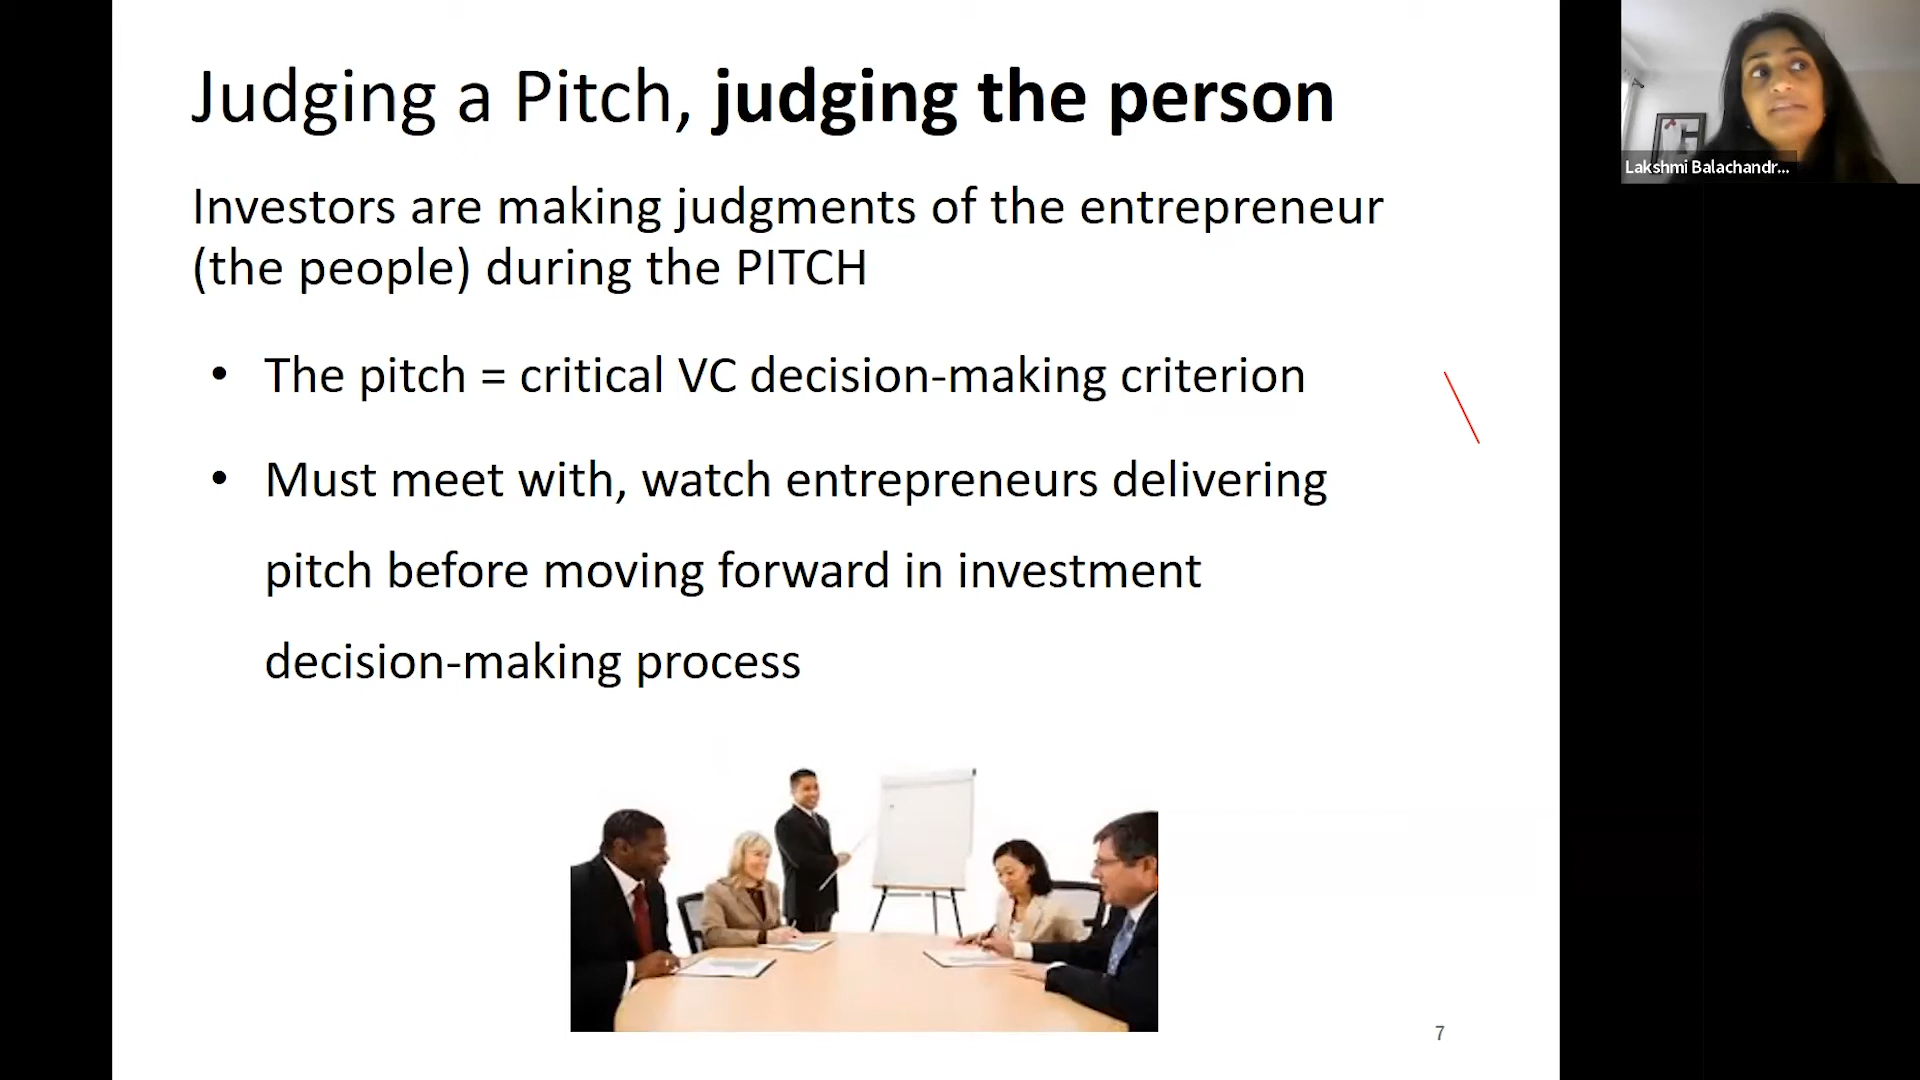 Judging a Pitch, judging the person
Lakshmi Balachandr...
Investors are making judgments of the entrepreneur
(the people) during the PITCH
• The pitch = critical VC decision-making criterion
• Must meet with, watch entrepreneurs delivering
pitch before moving forward in investment
decision-making process
7